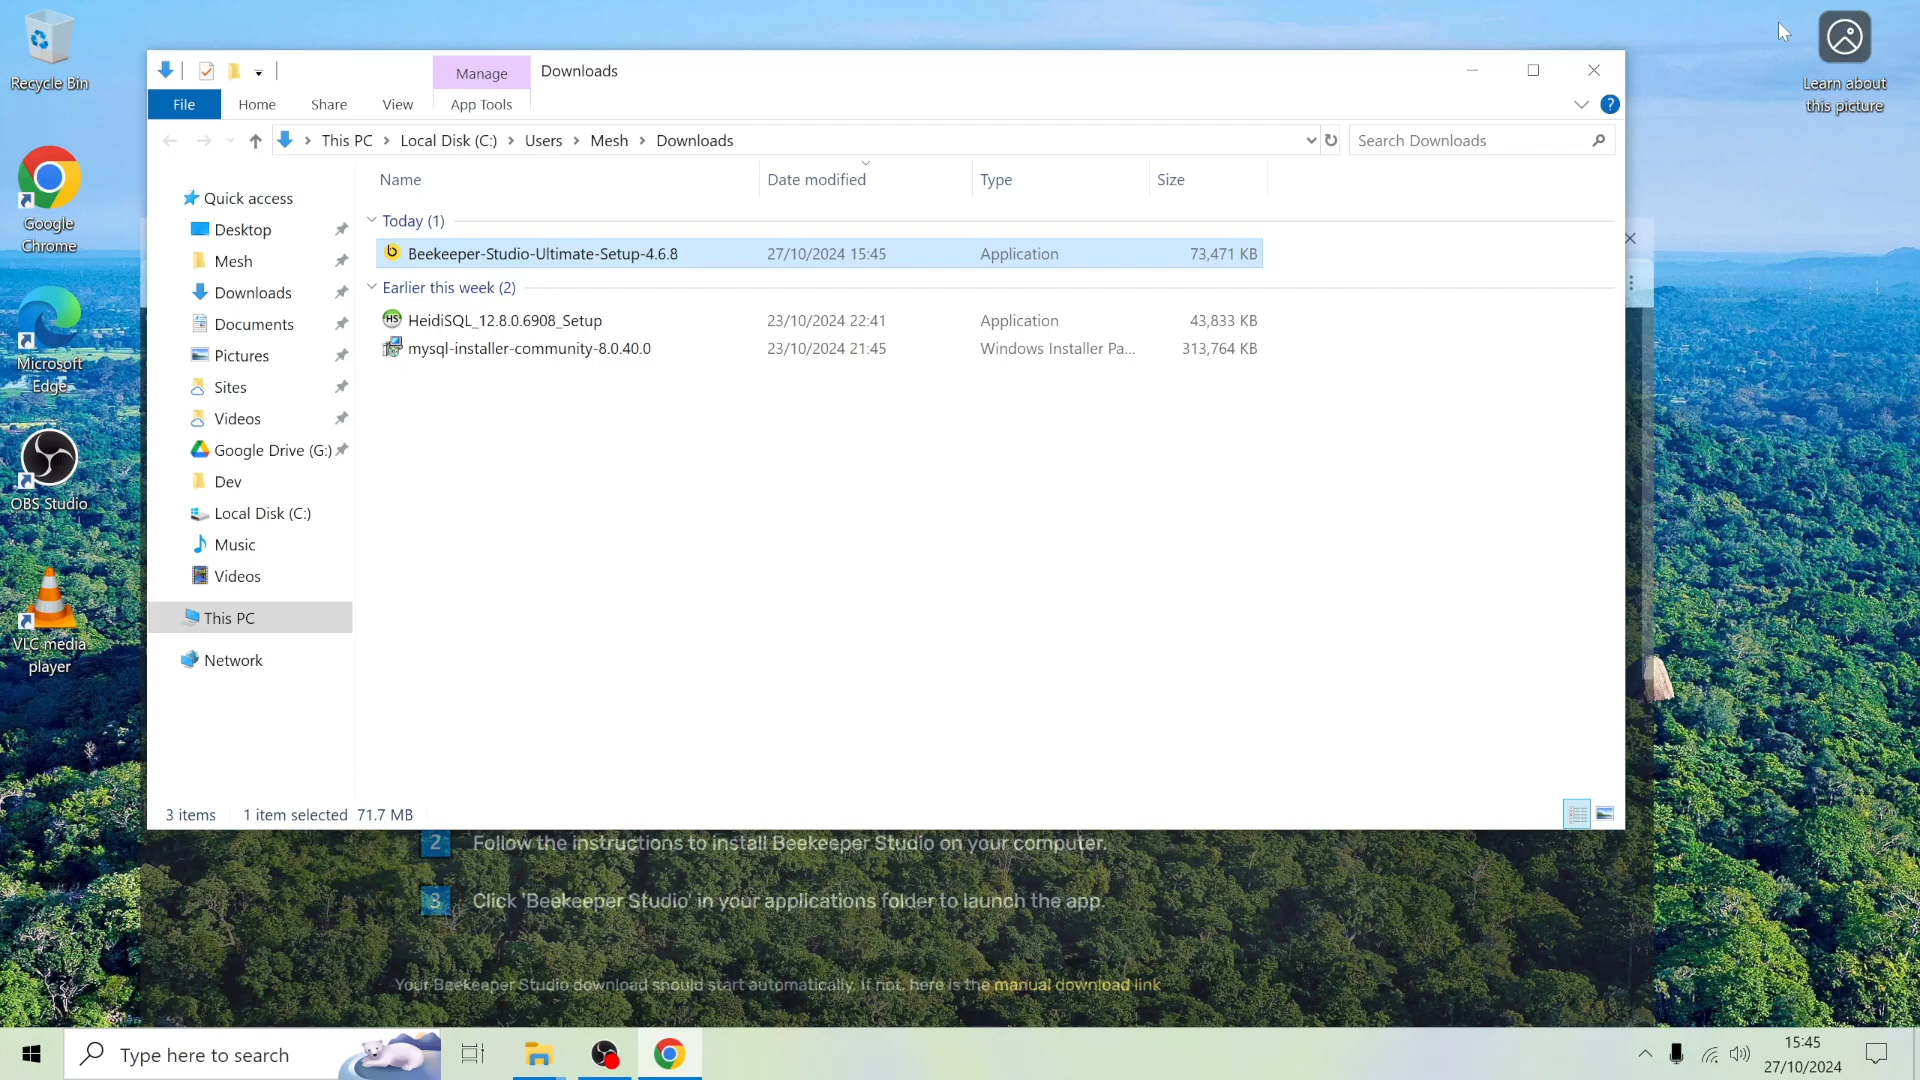 Recycle Bin
Google Chrome
Microsoft Edge
OBS Studio
VLC media player
Learn about this picture
Manage
Downloads
File
Home
Share
View
App Tools
?
This PC > Local Disk (C:) > Users > Mesh > Downloads
Search Downloads
Name
Date modified
Type
Size
Quick access
Desktop
Mesh
Downloads
Documents
Pictures
Sites
Videos
Google Drive (G:)
Dev
Local Disk (C:)
Music
Videos
This PC
Network
Today (1)
Beekeeper-Studio-Ultimate-Setup-4.6.8 27/10/2024 15:45 Application 73,471 KB
Earlier this week (2)
HS HeidiSQL_12.8.0.6908_Setup 23/10/2024 22:41 Application 43,833 KB
mysql-installer-community-8.0.40.0 23/10/2024 21:45 Windows Installer Pa... 313,764 KB
3 items
1 item selected 71.7 MB
2 Follow the instructions to install Beekeeper Studio on your computer.
3 Click 'Beekeeper Studio' in your applications folder to launch the app.
Your Beekeeper Studio download should start automatically. If not, here is the manual download link
Type here to search
15:45
27/10/2024